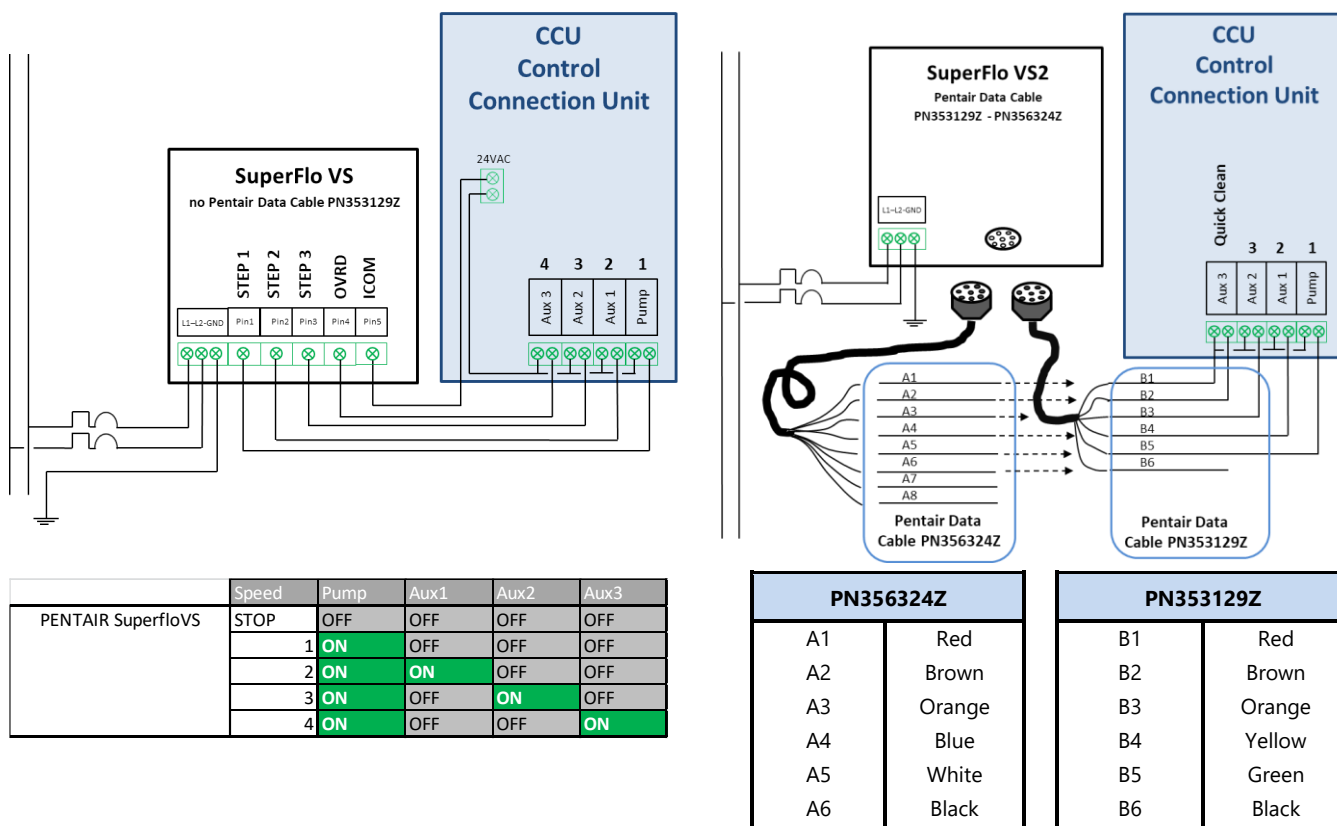 CCU
Control
Connection Unit
24VAC
SuperFlo VS
no Pentair Data Cable PN353129Z
STEP 1
STEP 2
STEP 3
OVRD
ICOM
L1-L2-GND
Pin1
Pin2
Pin3
Pin4
Pin5
4 3 2 1
Aux 3
Aux 2
Aux 1
Pump
CCU
Control
Connection Unit
SuperFlo VS2
Pentair Data Cable
PN353129Z - PN356324Z
L1-L2-GND
Quick Clean
3 2 1
Aux 3
Aux 2
Aux 1
Pump
A1
A2
A3
A4
A5
A6
A7
A8
Pentair Data
Cable PN356324Z
B1
B2
B3
B4
B5
B6
Pentair Data
Cable PN353129Z
Speed Pump Aux1 Aux2 Aux3
PENTAIR SuperfloVS STOP OFF OFF OFF OFF
1 ON OFF OFF OFF
2 ON ON OFF OFF
3 ON OFF ON OFF
4 ON OFF OFF ON
PN356324Z
A1 Red
A2 Brown
A3 Orange
A4 Blue
A5 White
A6 Black
PN353129Z
B1 Red
B2 Brown
B3 Orange
B4 Yellow
B5 Green
B6 Black